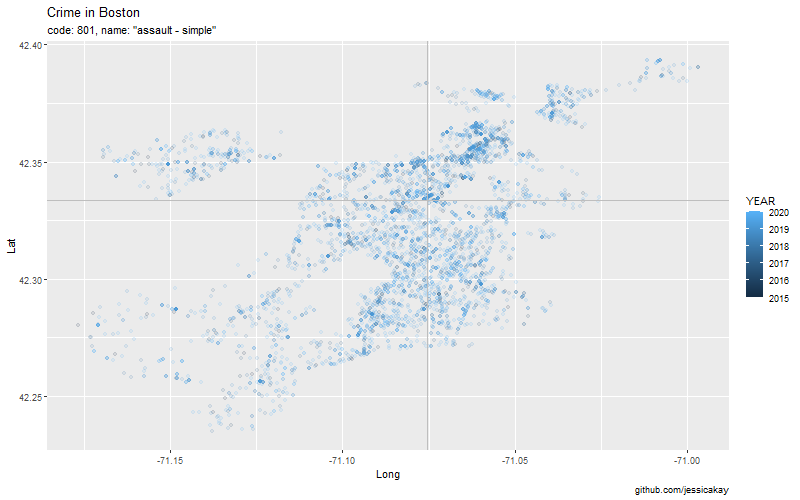 Crime in Boston
code: 801, name: "assault - simple"
42.40
42.35
42.30
42.25
Lat
-71.15
-71.10
-71.05
-71.00
Long
YEAR
2020
2019
2018
2017
2016
2015
github.com/jessicakay